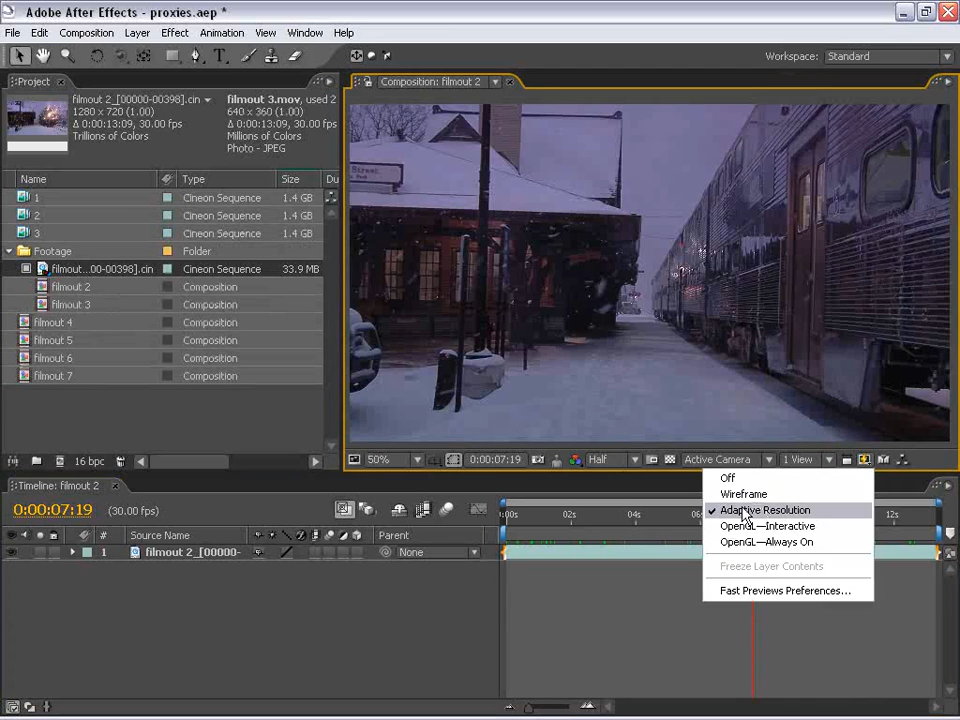 Adobe After Effects - proxies.aep *
File Edit Composition Layer Effect Animation View Window Help
Workspace: Standard
Project
Composition: filmout 2
filmout 2_[00000-00398].cin
1280 x 720 (1.00)
Δ 0:00:13:09, 30.00 fps
Trillions of Colors
filmout 3.mov, used 2
640 x 360 (1.00)
Δ 0:00:13:09, 30.00 fps
Millions of Colors
Photo - JPEG
Name Type Size Du
1 Cineon Sequence 1.4 GB
2 Cineon Sequence 1.4 GB
3 Cineon Sequence 1.4 GB
Footage Folder
filmout...00-00398].cin Cineon Sequence 33.9 MB
filmout 2 Composition
filmout 3 Composition
filmout 4 Composition
filmout 5 Composition
filmout 6 Composition
filmout 7 Composition
Street
16 bpc
50% 0:00:07:19 Half Active Camera 1 View
Off
Wireframe
Adaptive Resolution
OpenGL—Interactive
OpenGL—Always On
Freeze Layer Contents
Fast Previews Preferences...
Timeline: filmout 2
0:00:07:19 (30.00 fps)
:00s 02s 04s 12s
# Source Name Parent
1 filmout 2_[00000- None